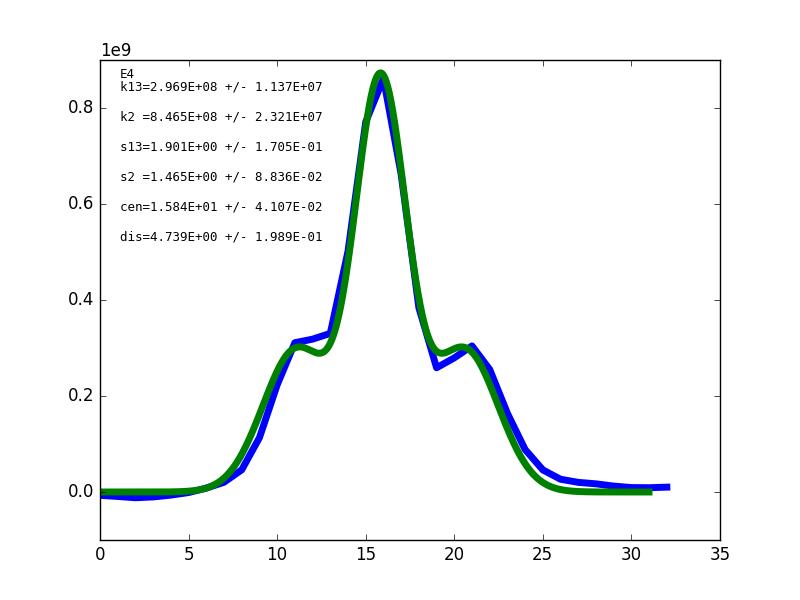 1e9
E4
k13=2.969E+08 +/- 1.137E+07
k2 =8.465E+08 +/- 2.321E+07
s13=1.901E+00 +/- 1.705E-01
s2 =1.465E+00 +/- 8.836E-02
cen=1.584E+01 +/- 4.107E-02
dis=4.739E+00 +/- 1.989E-01
0.8
0.6
0.4
0.2
0.0
0 5 10 15 20 25 30 35